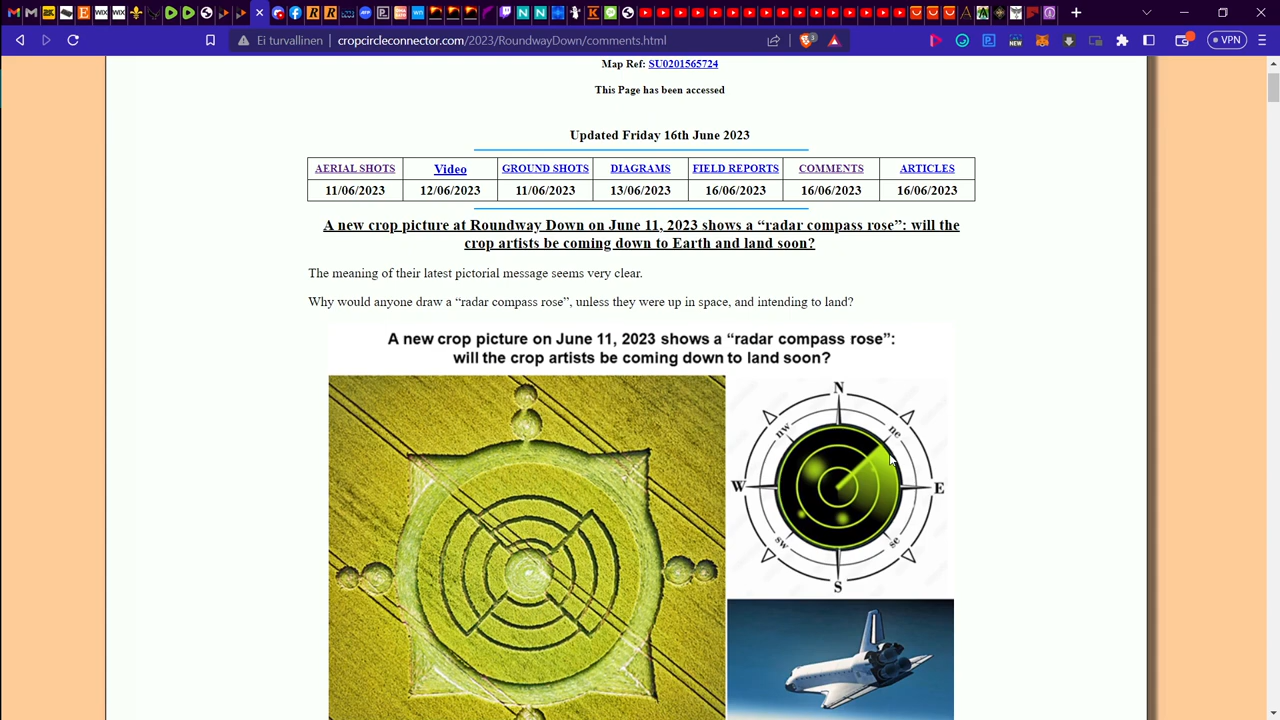 Ei turvallinen
cropcircleconnector.com/2023/RoundwayDown/comments.html
3
VPN
Map Ref: SU0201565724
This Page has been accessed
Updated Friday 16th June 2023
AERIAL SHOTS Video GROUND SHOTS DIAGRAMS FIELD REPORTS COMMENTS ARTICLES
11/06/2023 12/06/2023 11/06/2023 13/06/2023 16/06/2023 16/06/2023 16/06/2023
A new crop picture at Roundway Down on June 11, 2023 shows a “radar compass rose”: will the
crop artists be coming down to Earth and land soon?
The meaning of their latest pictorial message seems very clear.
Why would anyone draw a “radar compass rose”, unless they were up in space, and intending to land?
A new crop picture on June 11, 2023 shows a “radar compass rose”:
will the crop artists be coming down to land soon?
N
nw
ne
W
E
sw
se
S